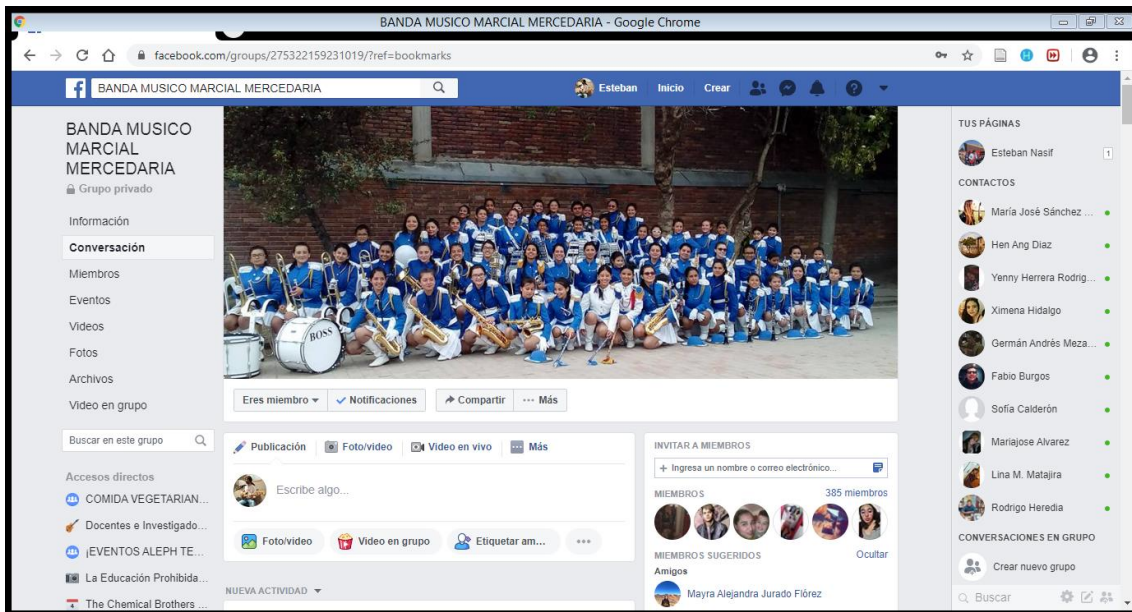 BANDA MUSICO MARCIAL MERCEDARIA - Google Chrome
facebook.com/groups/275322159231019/?ref=bookmarks
BANDA MUSICO MARCIAL MERCEDARIA
Esteban Inicio Crear
BANDA MUSICO
MARCIAL
MERCEDARIA
Grupo privado
Información
Conversación
Miembros
Eventos
Videos
Fotos
Archivos
Video en grupo
Buscar en este grupo
Accesos directos
COMIDA VEGETARIAN...
Docentes e Investigado...
¡EVENTOS ALEPH TE...
La Educación Prohibida...
The Chemical Brothers ...
BOSS
Eres miembro Notificaciones Compartir ... Más
Publicación Foto/video Video en vivo Más
Escribe algo...
Foto/video Video en grupo Etiquetar am...
NUEVA ACTIVIDAD
INVITAR A MIEMBROS
+ Ingresa un nombre o correo electrónico...
MIEMBROS 385 miembros
MIEMBROS SUGERIDOS Ocultar
Amigos
Mayra Alejandra Jurado Flórez
TUS PÁGINAS
Esteban Nasif 1
CONTACTOS
María José Sánchez ...
Hen Ang Diaz
Yenny Herrera Rodrig...
Ximena Hidalgo
Germán Andrès Meza...
Fabio Burgos
Sofía Calderón
Mariajose Alvarez
Lina M. Matajira
Rodrigo Heredia
CONVERSACIONES EN GRUPO
Crear nuevo grupo
Buscar